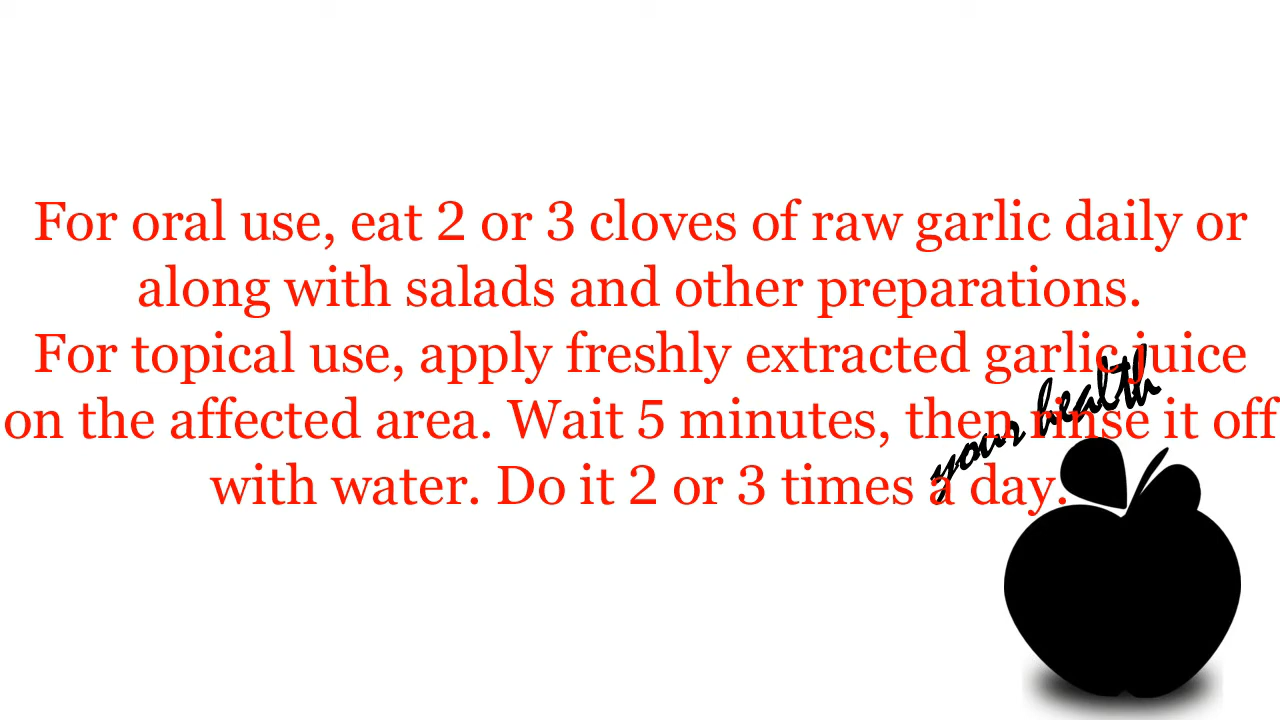 For oral use, eat 2 or 3 cloves of raw garlic daily or
along with salads and other preparations.
For topical use, apply freshly extracted garlic juice
on the affected area. Wait 5 minutes, then rinse it off
with water. Do it 2 or 3 times a day.
your health